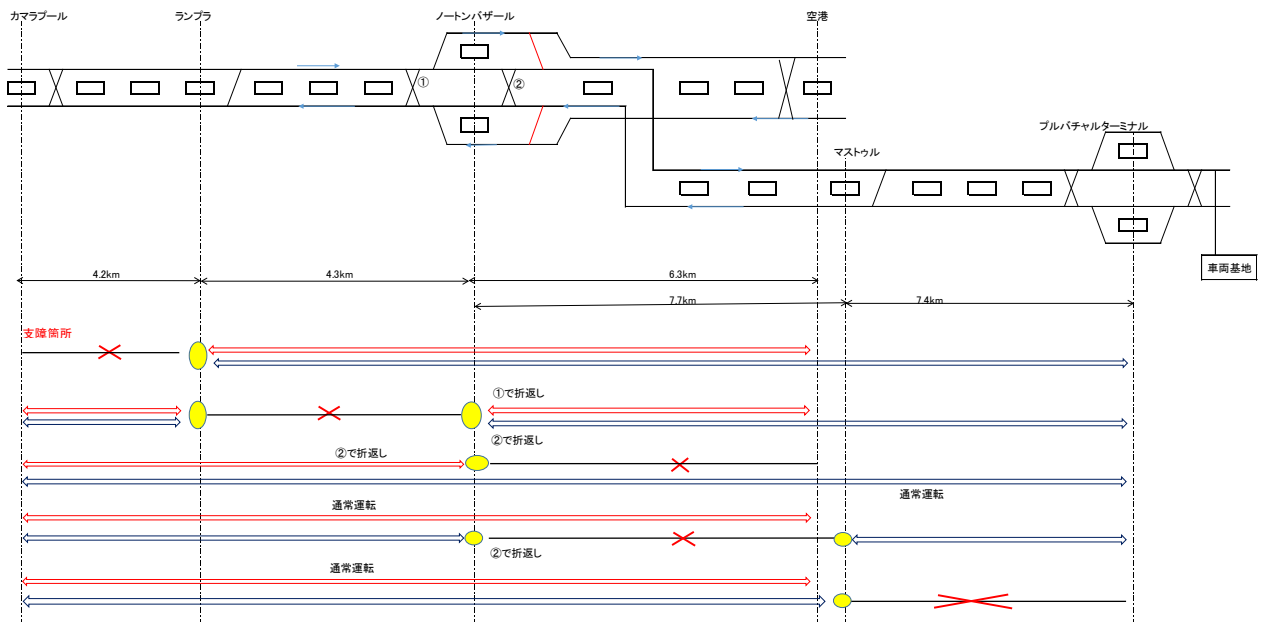 カマラプール
ランプラ
ノートンバザール
空港
①
②
プルバチャルターミナル
マストゥル
車両基地
4.2km
4.3km
6.3km
7.7km
7.4km
支障箇所
①で折返し
②で折返し
②で折返し
通常運転
通常運転
②で折返し
通常運転